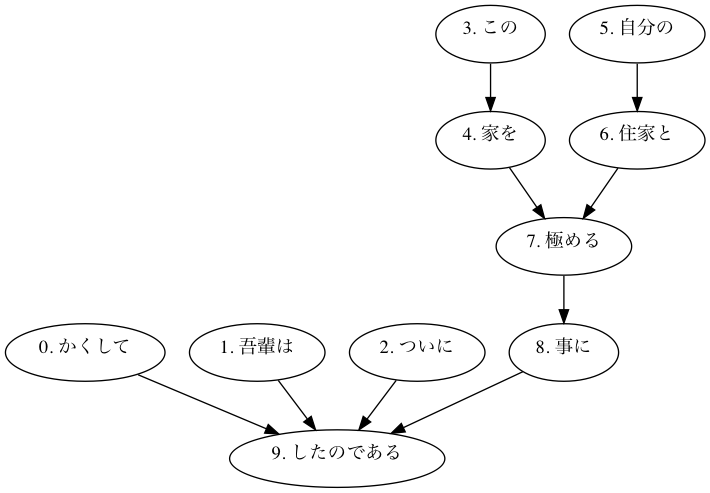 3. この
5. 自分の
4. 家を
6. 住家と
7. 極める
0. かくして
1. 吾輩は
2. ついに
8. 事に
9. したのである